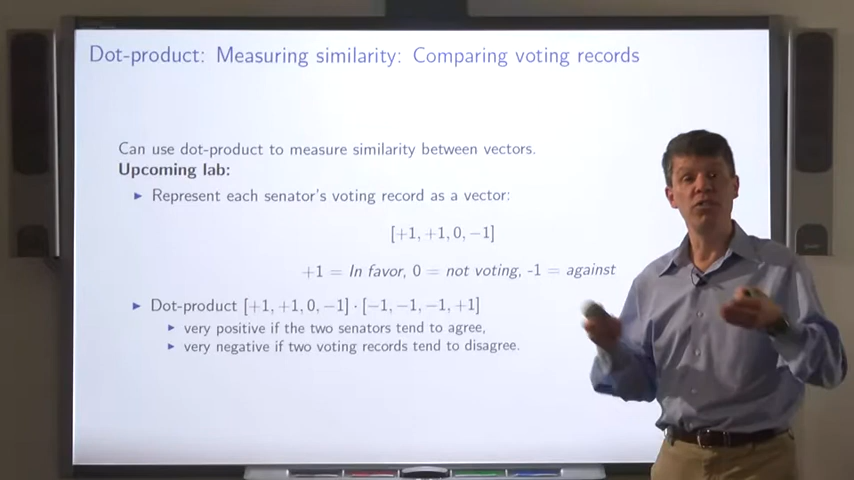 Dot-product: Measuring similarity: Comparing voting records
Can use dot-product to measure similarity between vectors.
Upcoming lab:
▶ Represent each senator's voting record as a vector:
[+1, +1, 0, −1]
+1 = In favor, 0 = not voting, -1 = against
▶ Dot-product [+1, +1, 0, −1] · [−1, −1, −1, +1]
▶ very positive if the two senators tend to agree,
▶ very negative if two voting records tend to disagree.